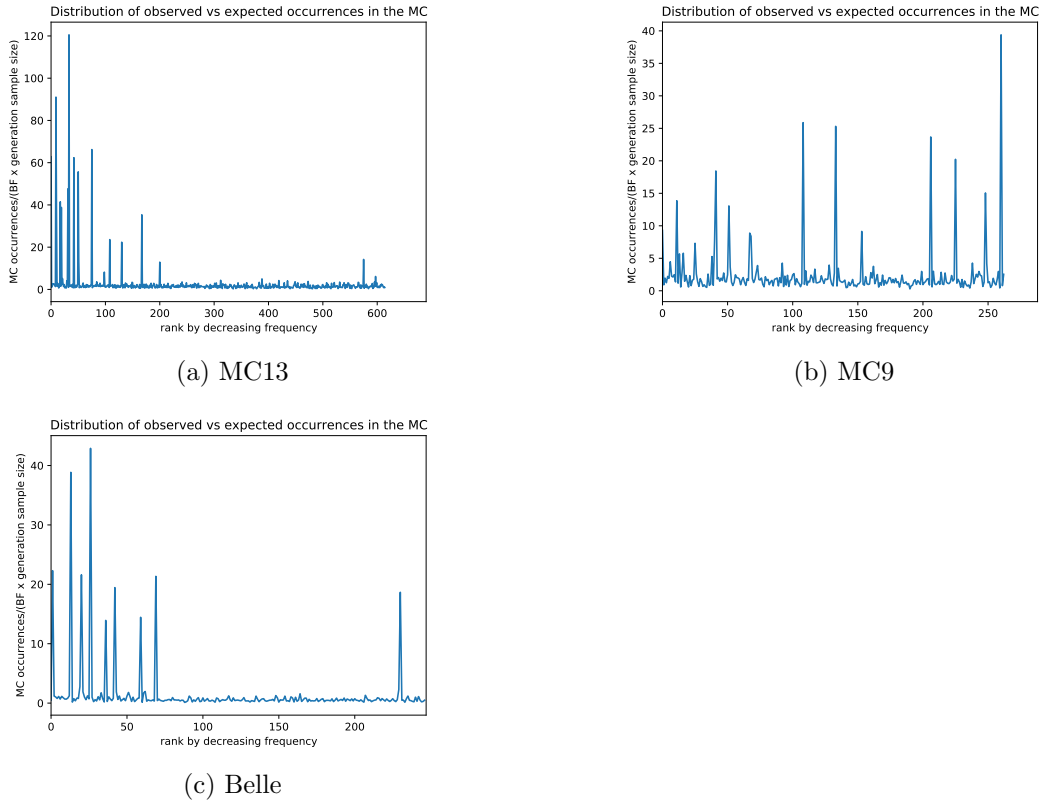 Distribution of observed vs expected occurrences in the MC
MC occurrences/(BF x generation sample size)
120
100
80
60
40
20
0
0 100 200 300 400 500 600
rank by decreasing frequency
(a) MC13
Distribution of observed vs expected occurrences in the MC
MC occurrences/(BF x generation sample size)
40
35
30
25
20
15
10
5
0
0 50 100 150 200 250
rank by decreasing frequency
(b) MC9
Distribution of observed vs expected occurrences in the MC
MC occurrences/(BF x generation sample size)
40
30
20
10
0
0 50 100 150 200
rank by decreasing frequency
(c) Belle